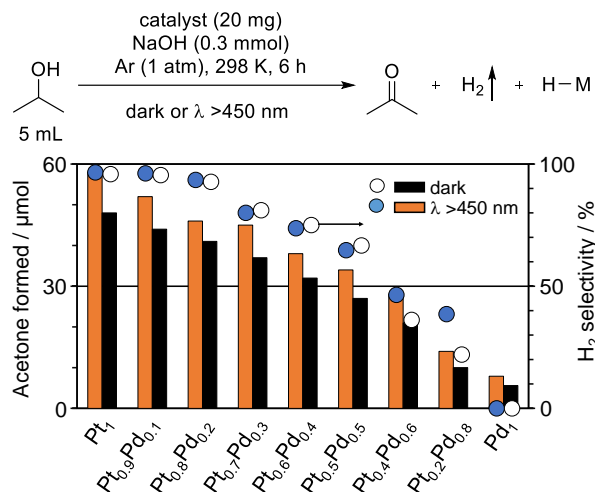 catalyst (20 mg)
NaOH (0.3 mmol)
Ar (1 atm), 298 K, 6 h
dark or λ >450 nm
OH
5 mL
O
+ H₂ + H–M
60
30
0
Acetone formed / μmol
100
50
0
H₂ selectivity / %
dark
λ >450 nm
Pt₁
Pt₀.₉Pd₀.₁
Pt₀.₈Pd₀.₂
Pt₀.₇Pd₀.₃
Pt₀.₆Pd₀.₄
Pt₀.₅Pd₀.₅
Pt₀.₄Pd₀.₆
Pt₀.₂Pd₀.₈
Pd₁